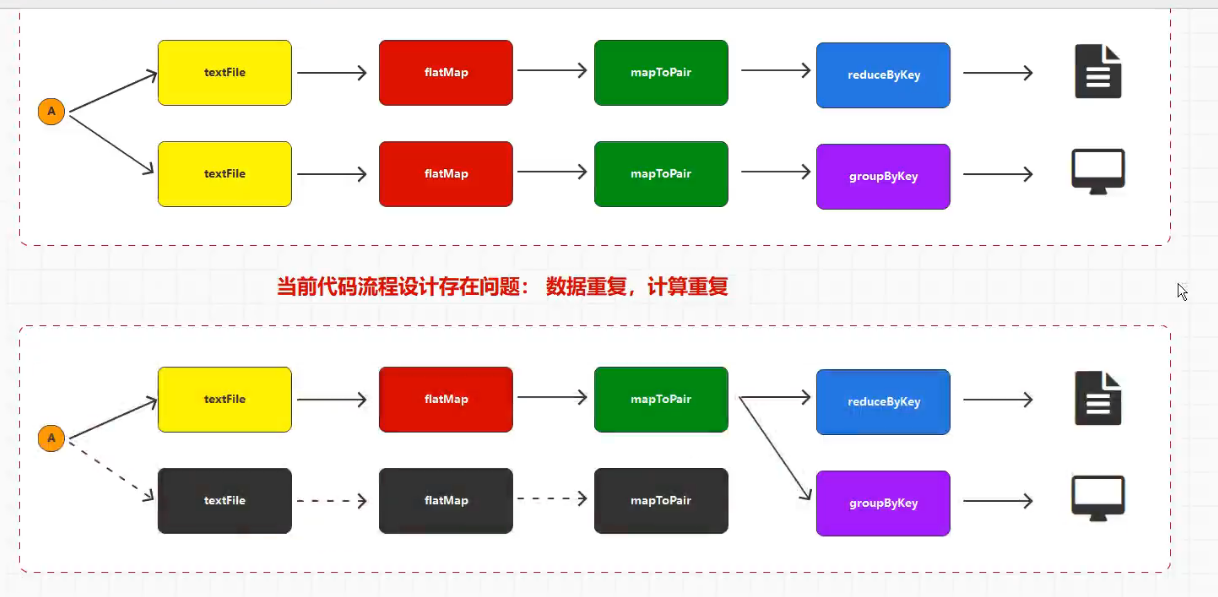 textFile flatMap mapToPair reduceByKey
A
textFile flatMap mapToPair groupByKey
当前代码流程设计存在问题： 数据重复，计算重复
textFile flatMap mapToPair reduceByKey
A
textFile flatMap mapToPair groupByKey